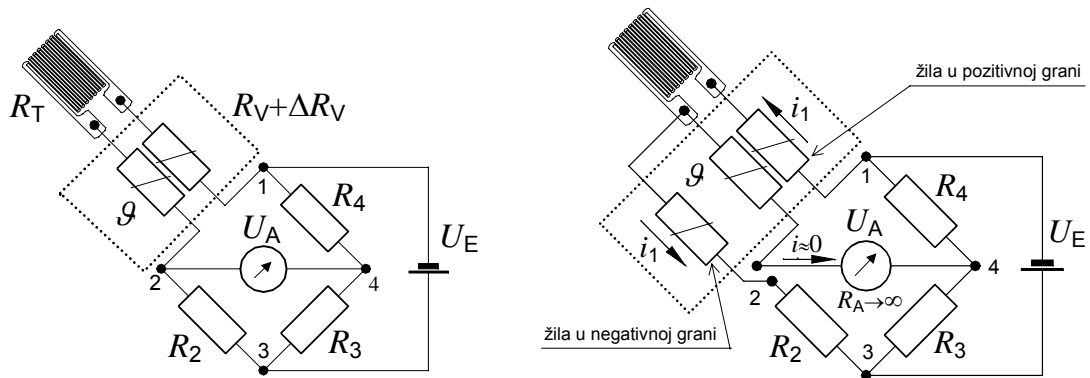 R_T
R_V+ΔR_V
ϑ
1
R_4
U_A
U_E
2
4
R_2
R_3
3
žila u pozitivnoj grani
i_1
ϑ
1
R_4
U_A
i≈0
U_E
i_1
2
4
R_A→∞
žila u negativnoj grani
R_2
R_3
3